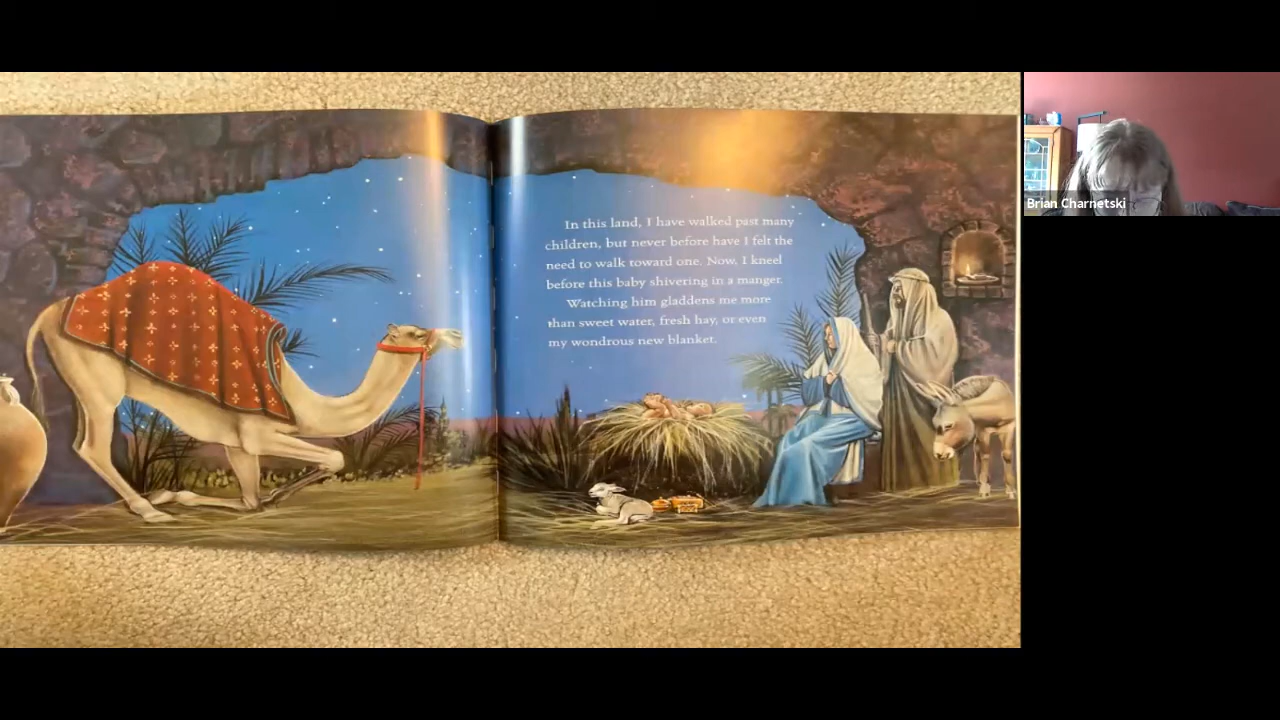 In this land, I have walked past many
children, but never before have I felt the
need to walk toward one. Now, I kneel
before this baby shivering in a manger.
Watching him gladdens me more
than sweet water, fresh hay, or even
my wondrous new blanket.
Brian Charnetski